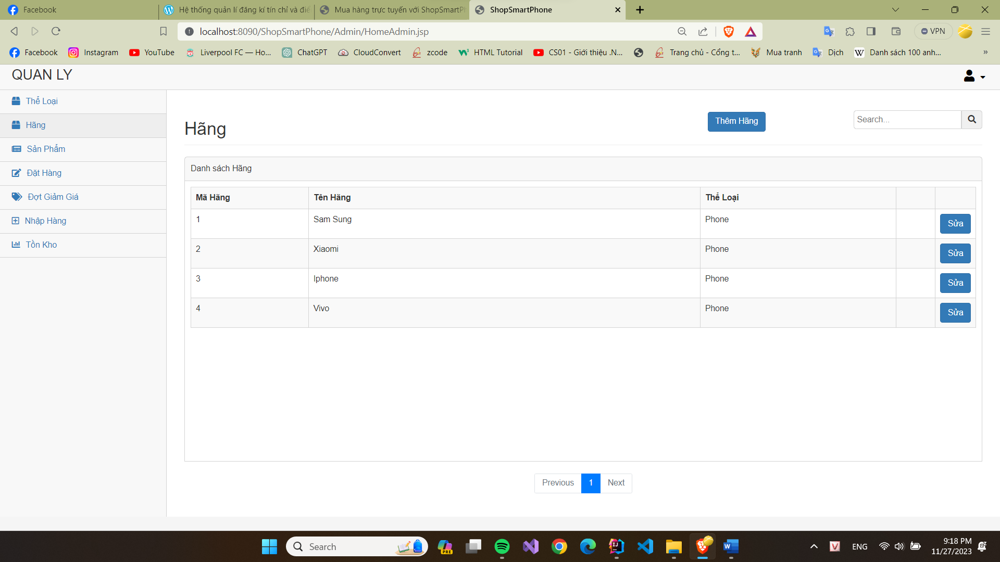 Facebook
Hệ thống quản lí đăng kí tín chỉ và điể
Mua hàng trực tuyến với ShopSmartPh
ShopSmartPhone
localhost:8090/ShopSmartPhone/Admin/HomeAdmin.jsp
VPN
Facebook
Instagram
YouTube
Liverpool FC — Ho...
ChatGPT
CloudConvert
zcode
HTML Tutorial
CS01 - Giới thiệu .N...
Trang chủ - Cổng t...
Mua tranh
Dịch
Danh sách 100 anh...
QUAN LY
Thể Loại
Hãng
Sản Phẩm
Đặt Hàng
Đợt Giảm Giá
Nhập Hàng
Tồn Kho
Hãng
Thêm Hãng
Search...
Danh sách Hãng
Mã Hãng Tên Hãng Thể Loại
1 Sam Sung Phone Sửa
2 Xiaomi Phone Sửa
3 Iphone Phone Sửa
4 Vivo Phone Sửa
Previous 1 Next
Search
PRE
ENG
9:18 PM
11/27/2023